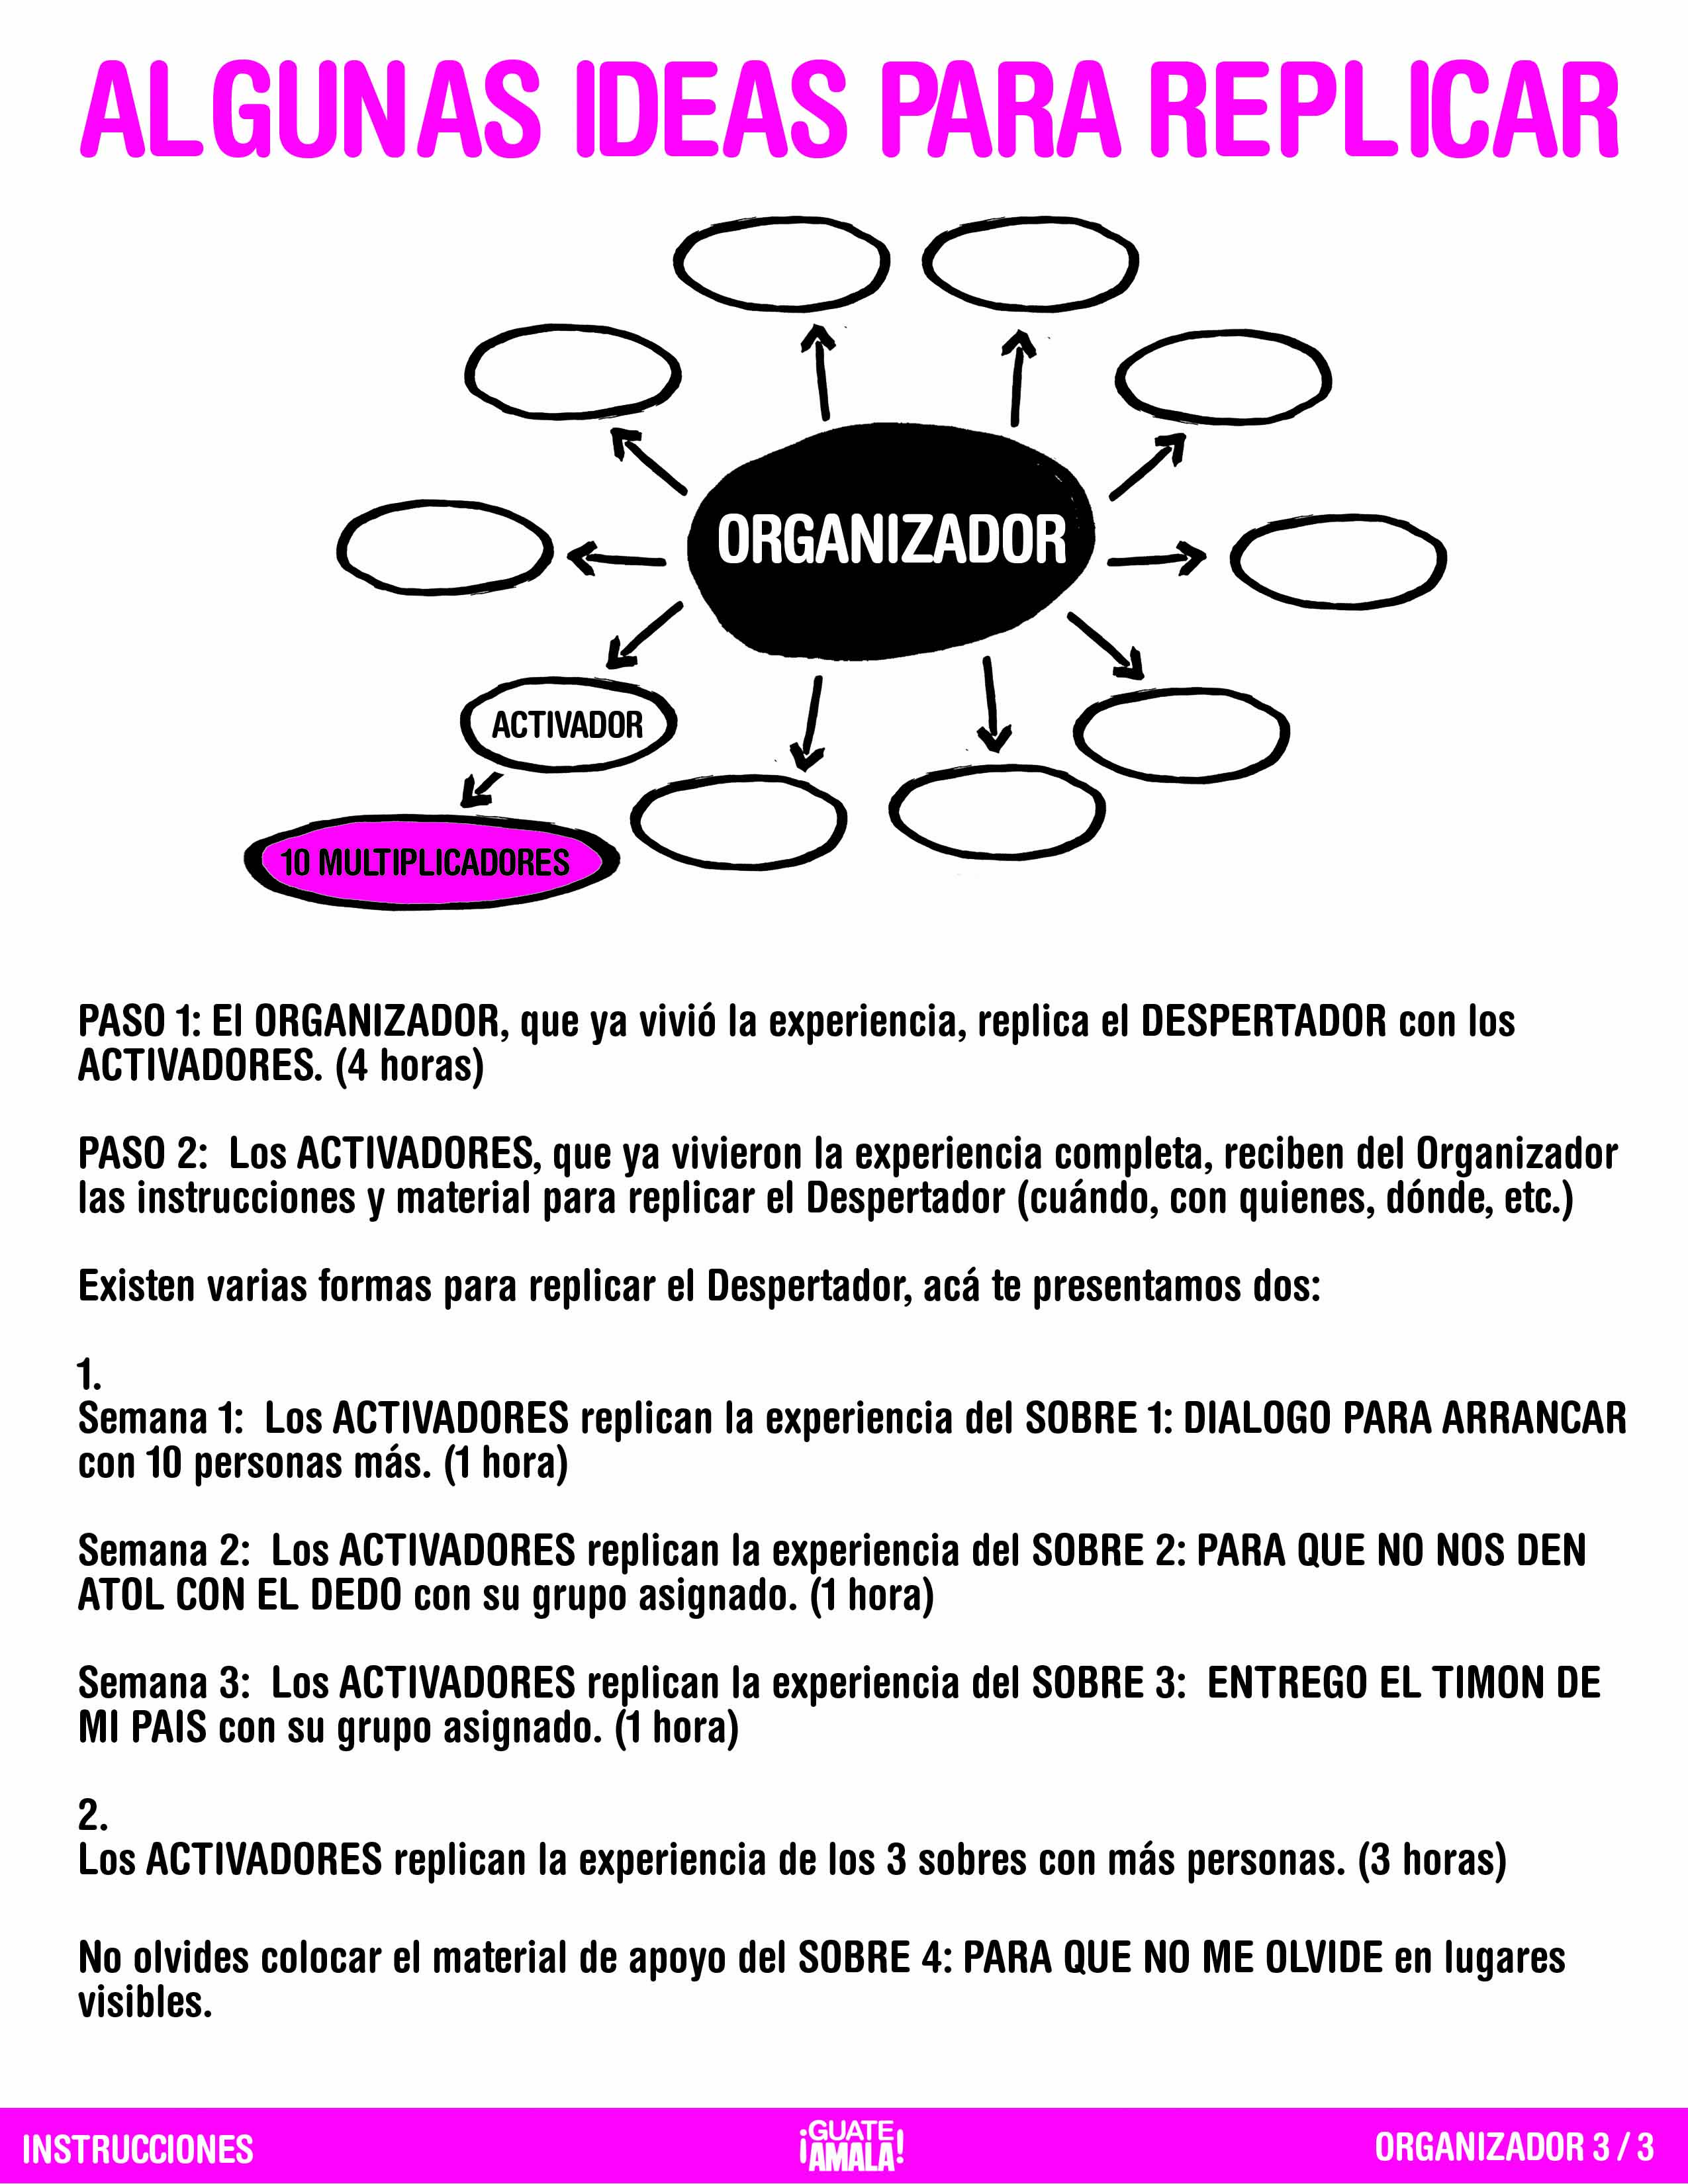 ALGUNAS IDEAS PARA REPLICAR
ORGANIZADOR
ACTIVADOR
10 MULTIPLICADORES
PASO 1: El ORGANIZADOR, que ya vivió la experiencia, replica el DESPERTADOR con los
ACTIVADORES. (4 horas)
PASO 2:  Los ACTIVADORES, que ya vivieron la experiencia completa, reciben del Organizador
las instrucciones y material para replicar el Despertador (cuándo, con quienes, dónde, etc.)
Existen varias formas para replicar el Despertador, acá te presentamos dos:
1.
Semana 1:  Los ACTIVADORES replican la experiencia del SOBRE 1: DIALOGO PARA ARRANCAR
con 10 personas más. (1 hora)
Semana 2:  Los ACTIVADORES replican la experiencia del SOBRE 2: PARA QUE NO NOS DEN
ATOL CON EL DEDO con su grupo asignado. (1 hora)
Semana 3:  Los ACTIVADORES replican la experiencia del SOBRE 3:  ENTREGO EL TIMON DE
MI PAIS con su grupo asignado. (1 hora)
2.
Los ACTIVADORES replican la experiencia de los 3 sobres con más personas. (3 horas)
No olvides colocar el material de apoyo del SOBRE 4: PARA QUE NO ME OLVIDE en lugares
visibles.
INSTRUCCIONES
¡GUATE
AMALA!
ORGANIZADOR 3 / 3